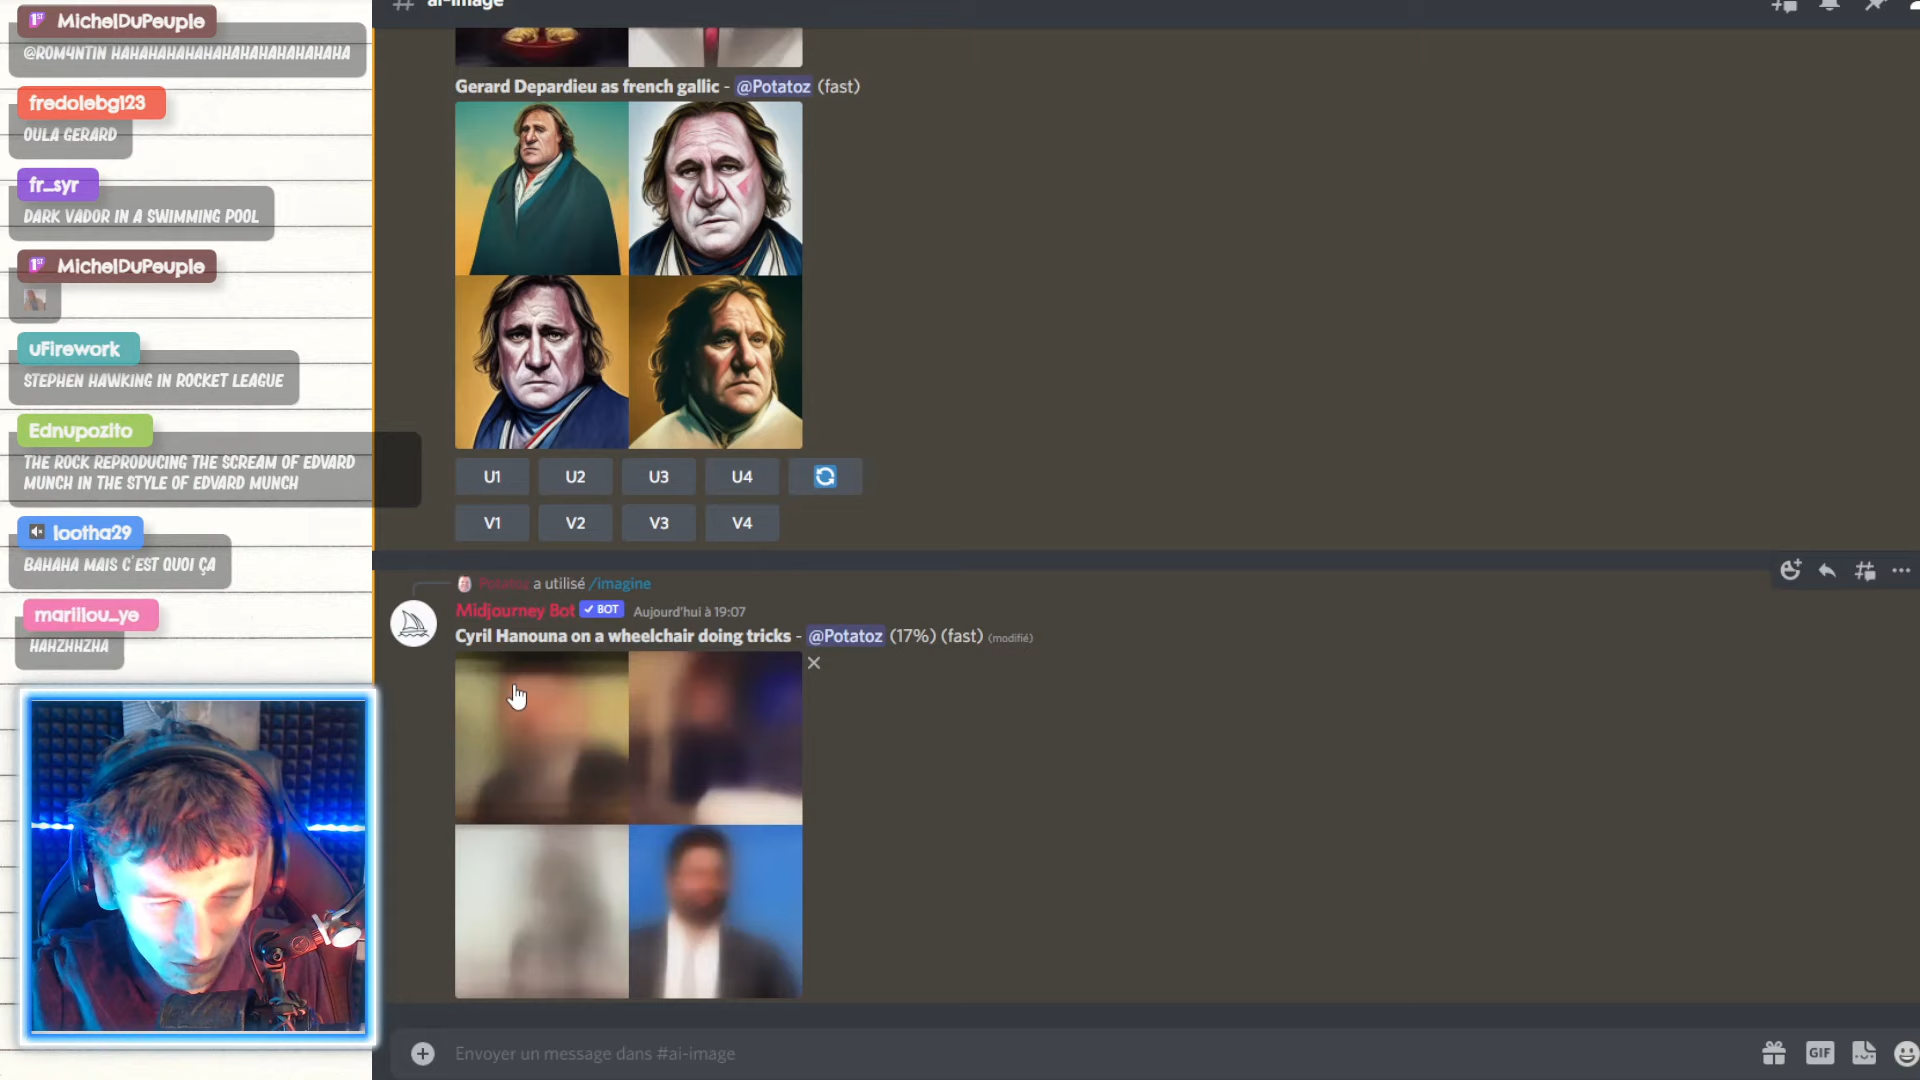 MichelDuPeuple
@ROM4NTIN HAHAHAHAHAHAHAHAHAHAHAHA
fredolebg123
OULA GERARD
fr_syr
DARK VADOR IN A SWIMMING POOL
MichelDuPeuple
uFirework
STEPHEN HAWKING IN ROCKET LEAGUE
Ednupozito
THE ROCK REPRODUCING THE SCREAM OF EDVARD
MUNCH IN THE STYLE OF EDVARD MUNCH
lootha29
BAHAHA MAIS C'EST QUOI ÇA
marillou_ye
HAHZHHZHA
# ai-image
Gerard Depardieu as french gallic - @Potatoz (fast)
U1 U2 U3 U4
V1 V2 V3 V4
Potatoz a utilisé /imagine
Midjourney Bot ✓ BOT Aujourd'hui à 19:07
Cyril Hanouna on a wheelchair doing tricks - @Potatoz (17%) (fast) (modifié)
Envoyer un message dans #ai-image
GIF